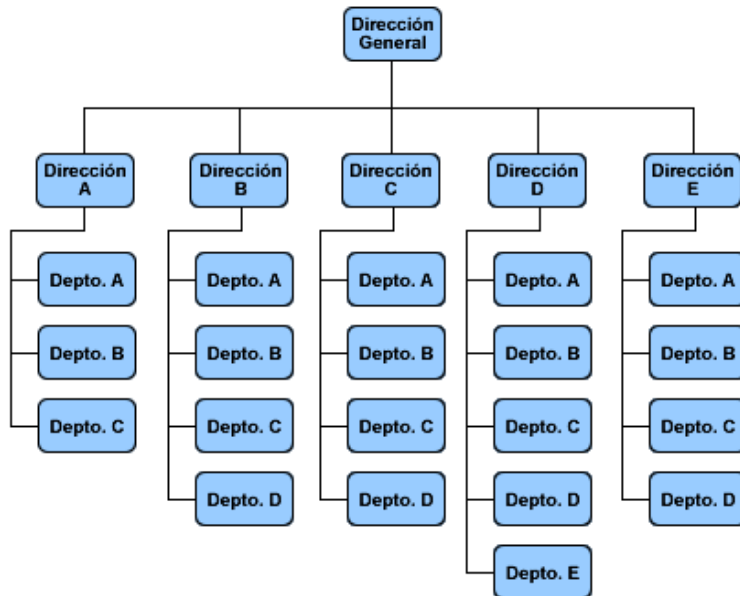 Dirección
General
Dirección
A
Dirección
B
Dirección
C
Dirección
D
Dirección
E
Depto. A
Depto. A
Depto. A
Depto. A
Depto. A
Depto. B
Depto. B
Depto. B
Depto. B
Depto. B
Depto. C
Depto. C
Depto. C
Depto. C
Depto. C
Depto. D
Depto. D
Depto. D
Depto. D
Depto. E